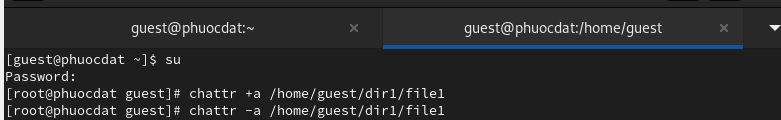 guest@phuocdat:~
guest@phuocdat:/home/guest
[guest@phuocdat ~]$ su
Password:
[root@phuocdat guest]# chattr +a /home/guest/dir1/file1
[root@phuocdat guest]# chattr -a /home/guest/dir1/file1